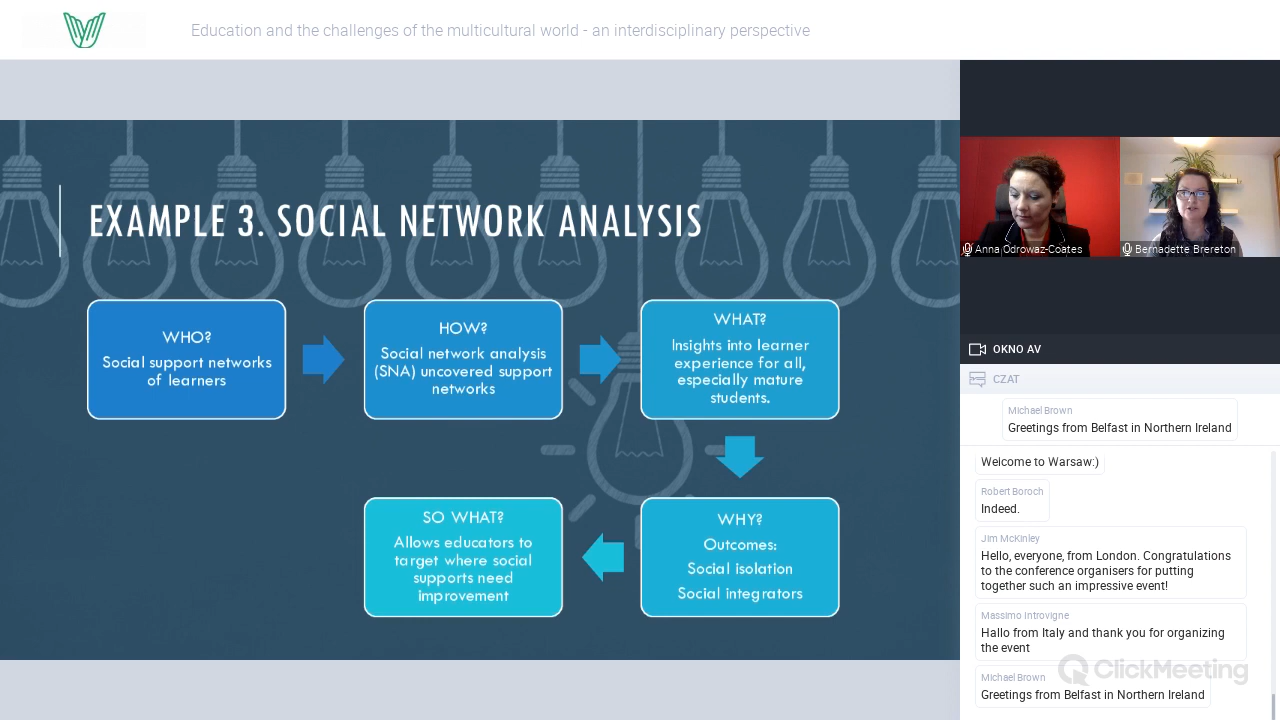 Education and the challenges of the multicultural world - an interdisciplinary perspective
EXAMPLE 3. SOCIAL NETWORK ANALYSIS
WHO?
Social support networks
of learners
HOW?
Social network analysis
(SNA) uncovered support
networks
WHAT?
Insights into learner
experience for all,
especially mature
students.
WHY?
Outcomes:
Social isolation
Social integrators
SO WHAT?
Allows educators to
target where social
supports need
improvement
Anna Odrowaz-Coates
Bernadette Brereton
OKNO AV
CZAT
Michael Brown
Greetings from Belfast in Northern Ireland
Welcome to Warsaw:)
Robert Boroch
Indeed.
Jim McKinley
Hello, everyone, from London. Congratulations
to the conference organisers for putting
together such an impressive event!
Massimo Introvigne
Hallo from Italy and thank you for organizing
the event
Michael Brown
Greetings from Belfast in Northern Ireland
ClickMeeting